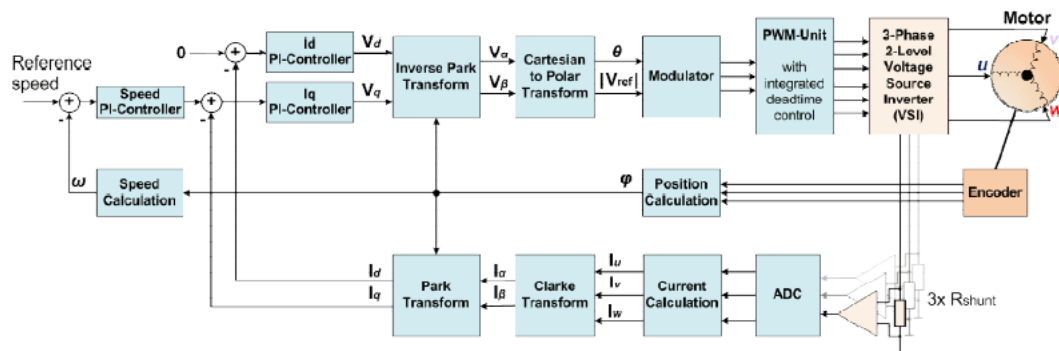 Reference
speed
0
-
-
-
Speed
PI-Controller
Id
PI-Controller
Iq
PI-Controller
Vd
Vq
Inverse Park
Transform
Vα
Vβ
Cartesian
to Polar
Transform
θ
|Vref|
Modulator
PWM-Unit
with
integrated
deadtime
control
3-Phase
2-Level
Voltage
Source
Inverter
(VSI)
Motor
u
v
w
ω
Speed
Calculation
φ
Position
Calculation
Encoder
Id
Iq
Park
Transform
Iα
Iβ
Clarke
Transform
Iu
Iv
Iw
Current
Calculation
ADC
3x Rshunt